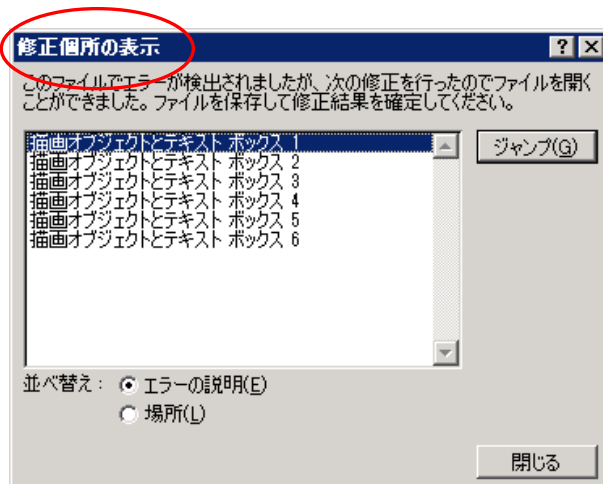 修正個所の表示
このファイルでエラーが検出されましたが、次の修正を行ったのでファイルを開く
ことができました。ファイルを保存して修正結果を確定してください。
描画オブジェクトとテキスト ボックス 1
描画オブジェクトとテキスト ボックス 2
描画オブジェクトとテキスト ボックス 3
描画オブジェクトとテキスト ボックス 4
描画オブジェクトとテキスト ボックス 5
描画オブジェクトとテキスト ボックス 6
ジャンプ(G)
並べ替え:
エラーの説明(E)
場所(L)
閉じる